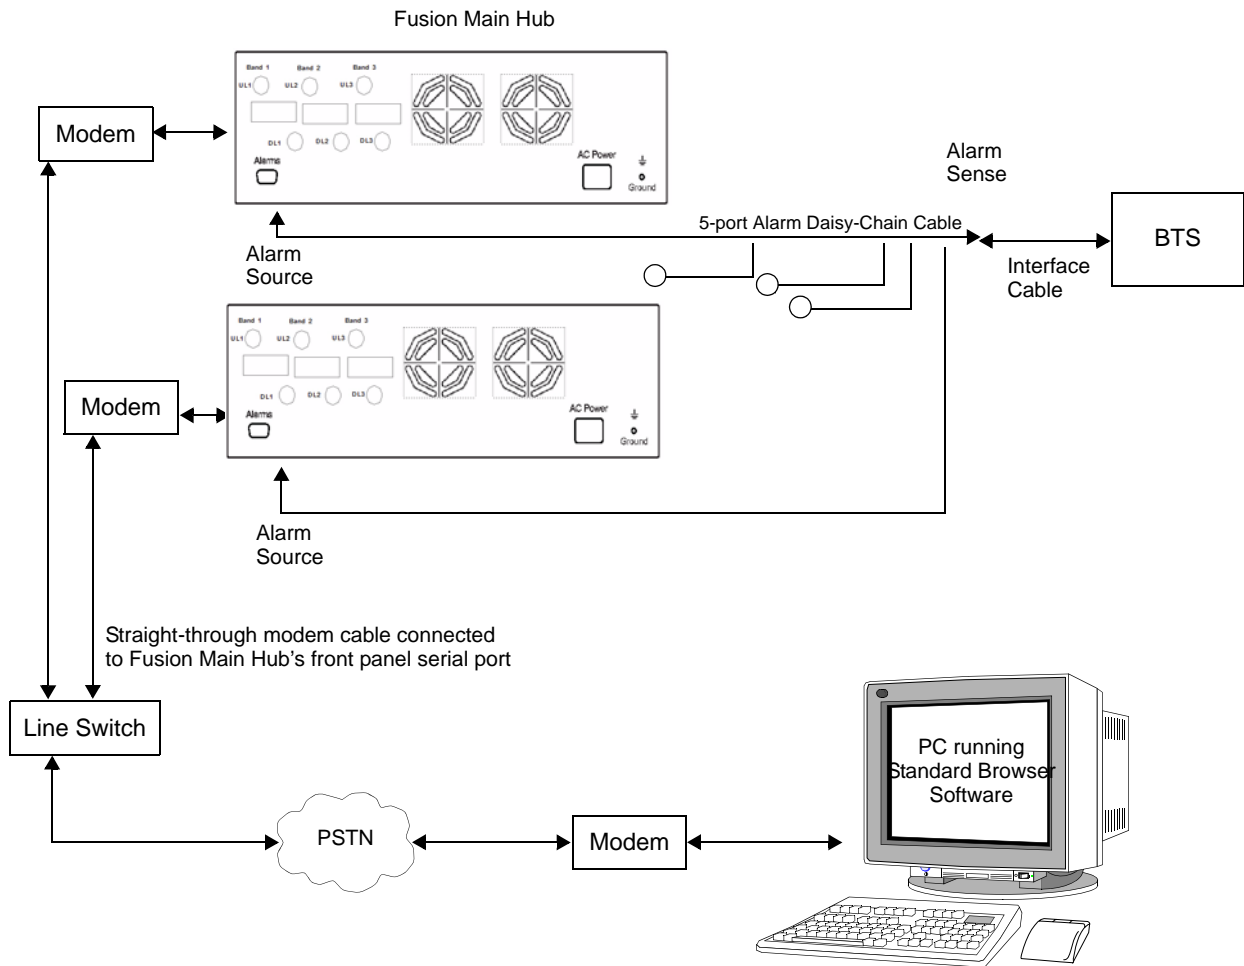 Fusion Main Hub
Band 1 Band 2 Band 3
UL1 UL2 UL3
Modem
DL1 DL2 DL3
Alarms
AC Power
Ground
Alarm
Sense
5-port Alarm Daisy-Chain Cable
BTS
Alarm
Source
Interface
Cable
Band 1 Band 2 Band 3
UL1 UL2 UL3
Modem
DL1 DL2 DL3
Alarms
AC Power
Ground
Alarm
Source
Straight-through modem cable connected
to Fusion Main Hub's front panel serial port
Line Switch
PC running
Standard Browser
Software
PSTN
Modem